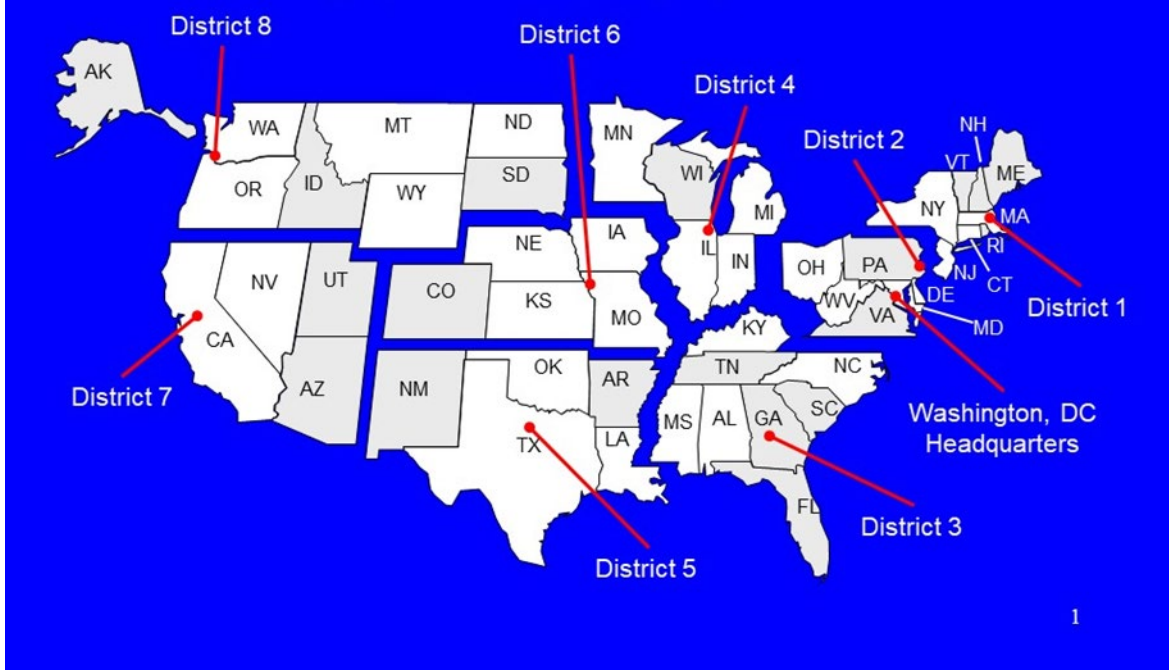 District 8
District 6
District 4
District 2
AK
WA
MT
ND
MN
NH
VT
ME
OR
ID
SD
WI
WY
MI
NY
MA
RI
CT
NJ
District 1
NE
IA
IL
IN
OH
PA
DE
MD
NV
UT
CO
KS
MO
WV
VA
KY
CA
District 7
AZ
NM
OK
AR
TN
NC
SC
Washington, DC
Headquarters
TX
LA
MS
AL
GA
FL
District 3
District 5
1